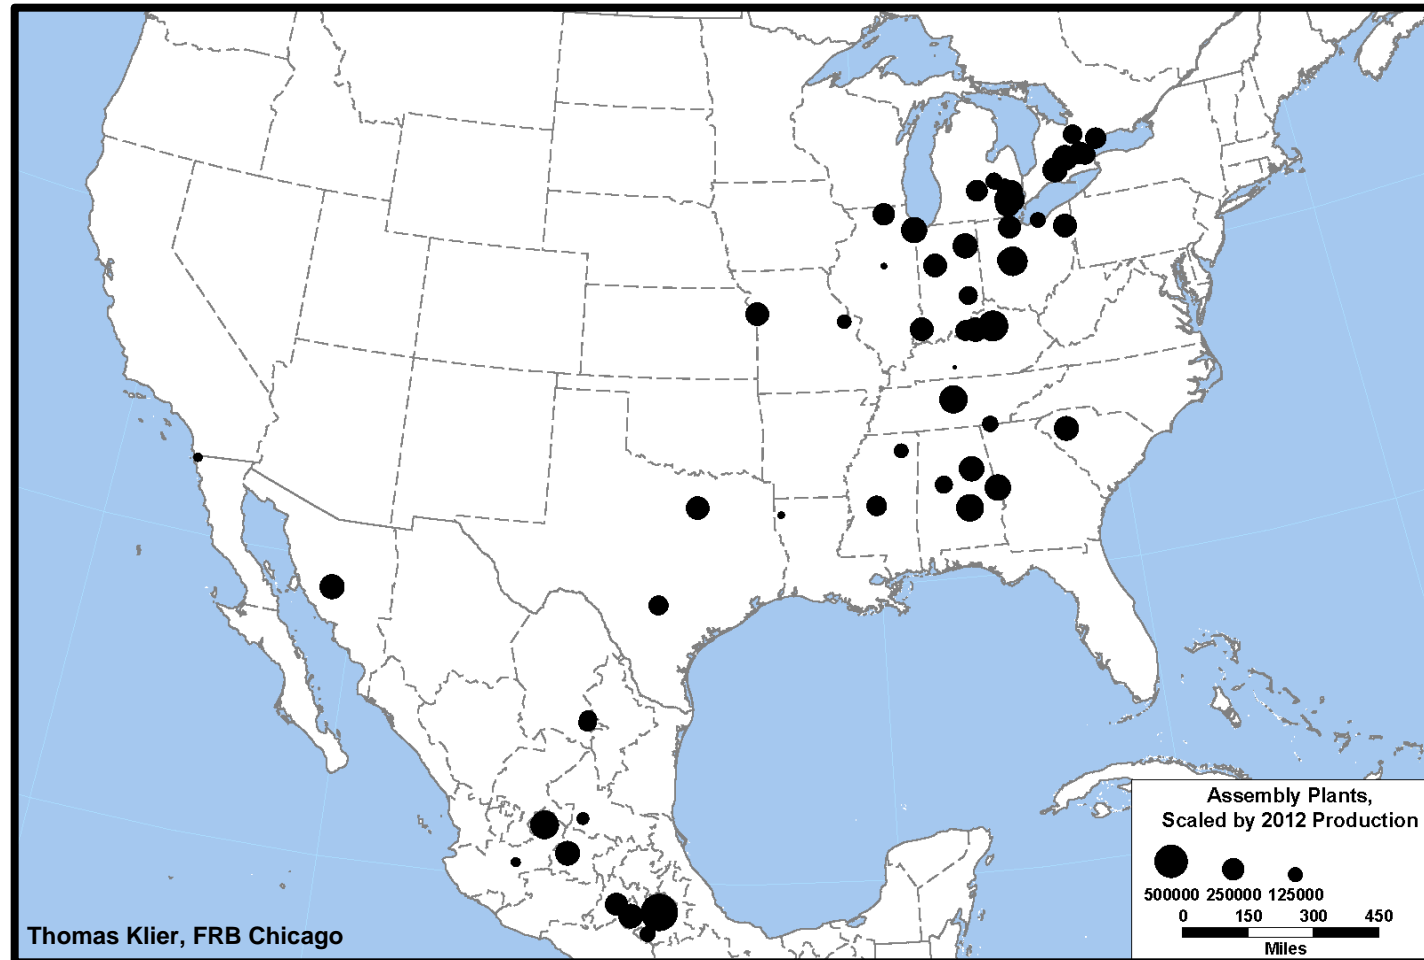 Assembly Plants,
Scaled by 2012 Production
500000 250000 125000
0 150 300 450
Miles
Thomas Klier, FRB Chicago